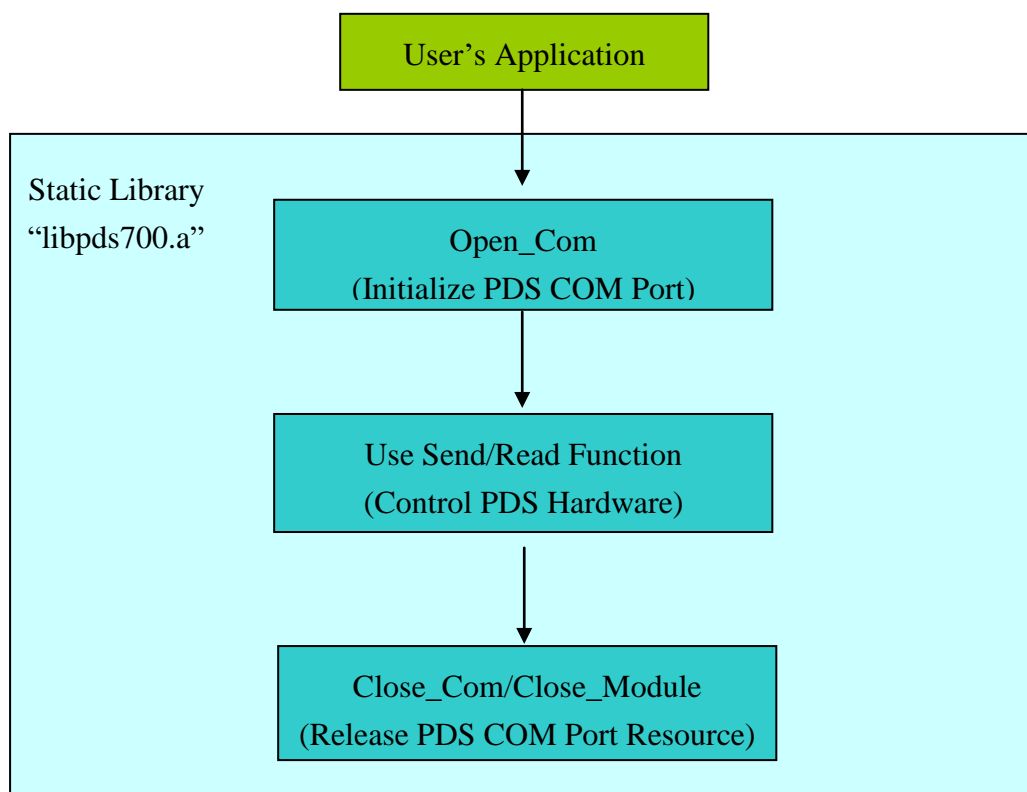 User’s Application
Static Library
“libpds700.a”
Open_Com
(Initialize PDS COM Port)
Use Send/Read Function
(Control PDS Hardware)
Close_Com/Close_Module
(Release PDS COM Port Resource)